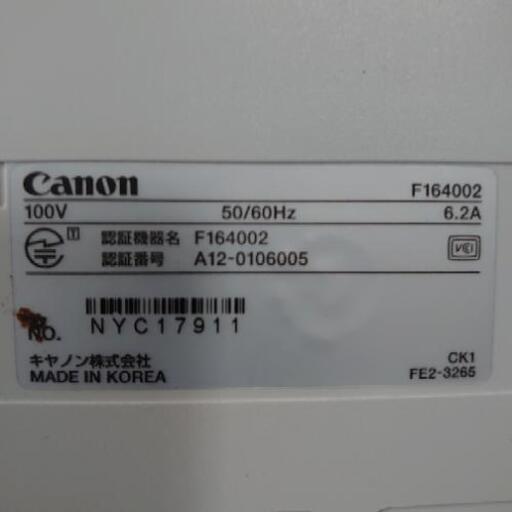 Canon F164002
100V 50/60Hz 6.2A
T 認証機器名 F164002 VCI
認証番号 A12-0106005
No. NYC17911
キヤノン株式会社 CK1
MADE IN KOREA FE2-3265